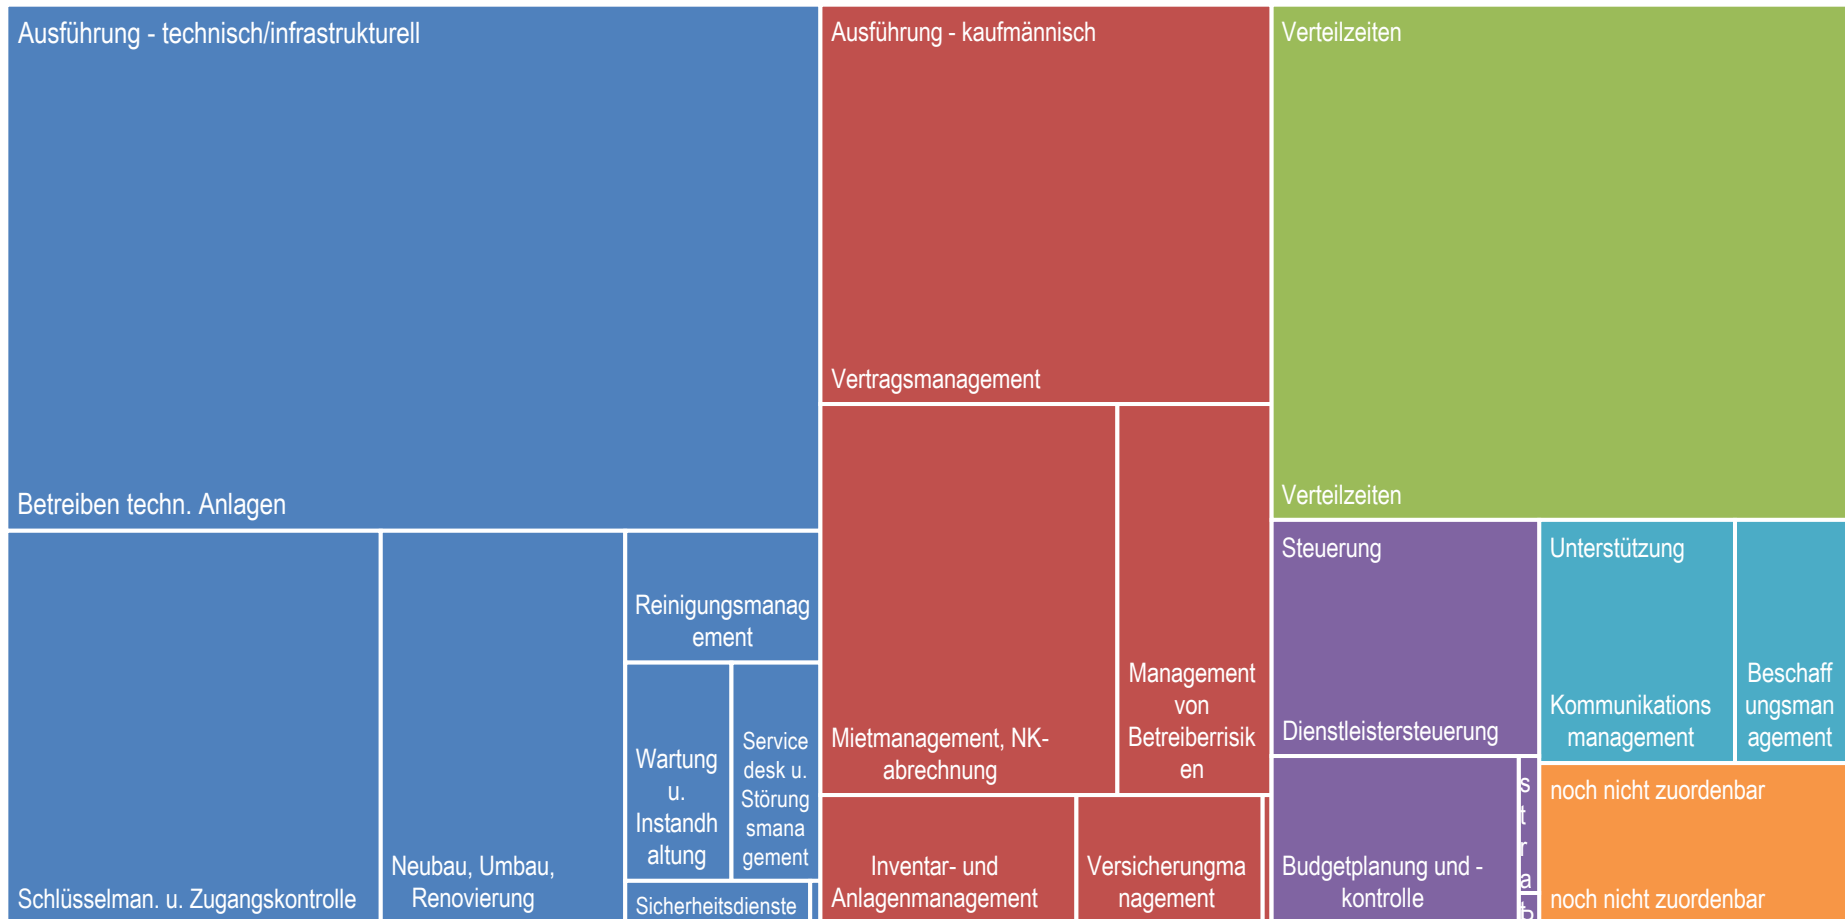 Ausführung - technisch/infrastrukturell
Betreiben techn. Anlagen
Schlüsselman. u. Zugangskontrolle
Neubau, Umbau,
Renovierung
Reinigungsmanag
ement
Wartung
u.
Instandh
altung
Service
desk u.
Störung
smana
gement
Sicherheitsdienste
Ausführung - kaufmännisch
Vertragsmanagement
Mietmanagement, NK-
abrechnung
Management
von
Betreiberrisik
en
Inventar- und
Anlagenmanagement
Versicherungma
nagement
Verteilzeiten
Verteilzeiten
Steuerung
Dienstleistersteuerung
Budgetplanung und -
kontrolle
s
t
r
a
Unterstützung
Kommunikations
management
Beschaff
ungsman
agement
noch nicht zuordenbar
noch nicht zuordenbar